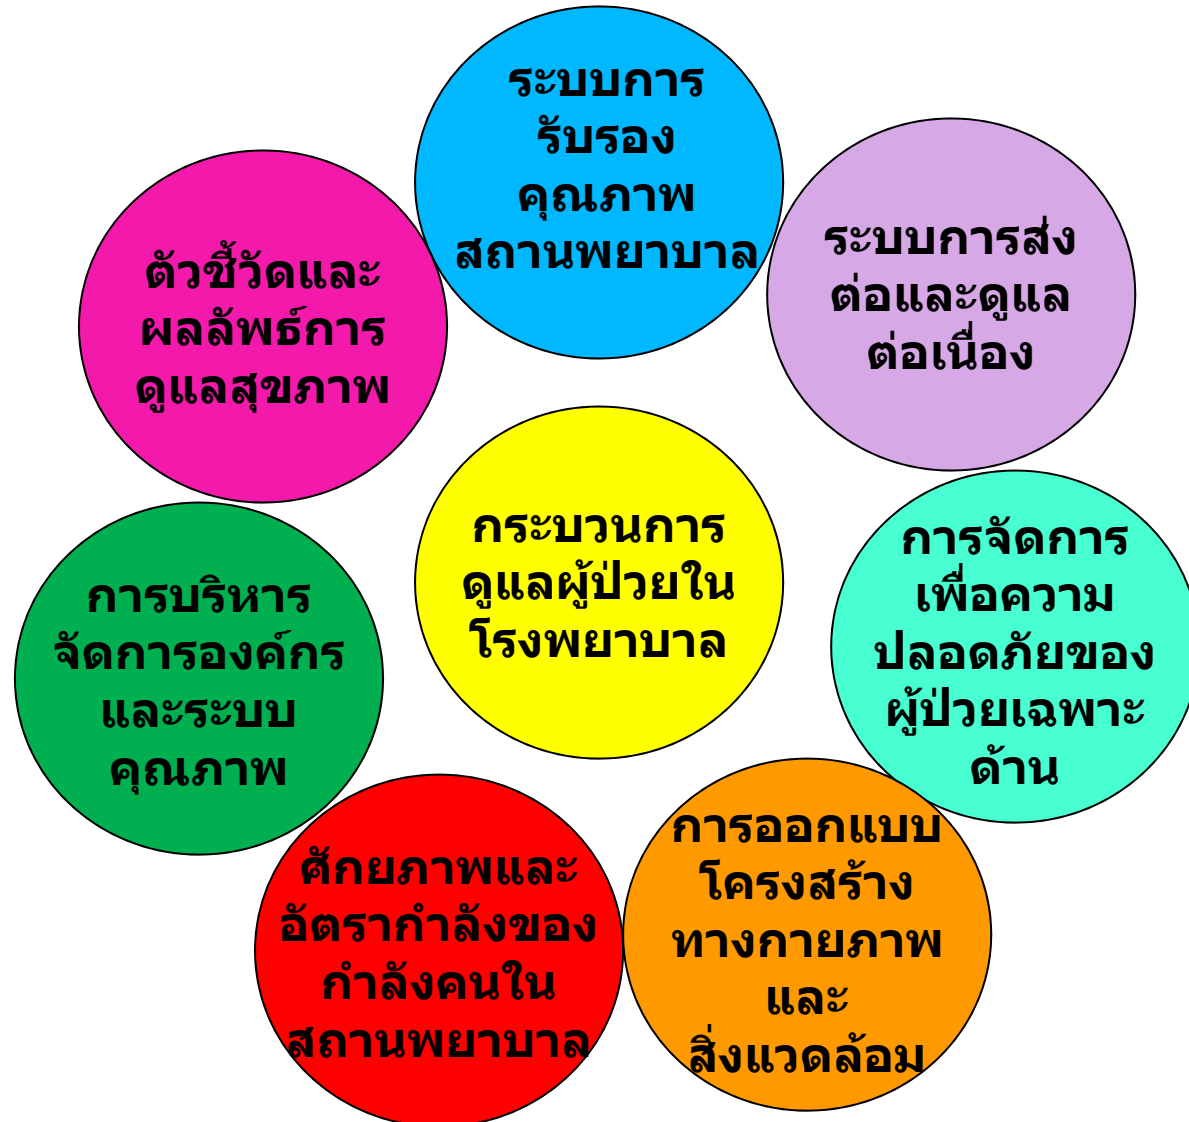 ระบบการ
รับรอง
คุณภาพ
สถานพยาบาล
ระบบการส่ง
ต่อและดูแล
ต่อเนื่อง
ตัวชี้วัดและ
ผลลัพธ์การ
ดูแลสุขภาพ
กระบวนการ
ดูแลผู้ป่วยใน
โรงพยาบาล
การจัดการ
เพื่อความ
ปลอดภัยของ
ผู้ป่วยเฉพาะ
ด้าน
การบริหาร
จัดการองค์กร
และระบบ
คุณภาพ
ศักยภาพและ
อัตรากำลังของ
กำลังคนใน
สถานพยาบาล
การออกแบบ
โครงสร้าง
ทางกายภาพ
และ
สิ่งแวดล้อม